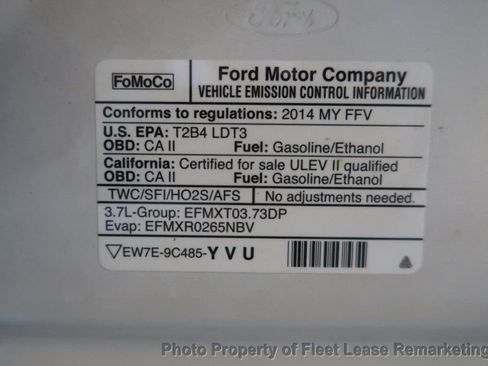 Ford
FoMoCo
Ford Motor Company
VEHICLE EMISSION CONTROL INFORMATION
Conforms to regulations: 2014 MY FFV
U.S. EPA: T2B4 LDT3
OBD: CA II Fuel: Gasoline/Ethanol
California: Certified for sale ULEV II qualified
OBD: CA II Fuel: Gasoline/Ethanol
TWC/SFI/HO2S/AFS No adjustments needed.
3.7L-Group: EFMXT03.73DP
Evap: EFMXR0265NBV
EW7E-9C485-Y V U
Photo Property of Fleet Lease Remarketing